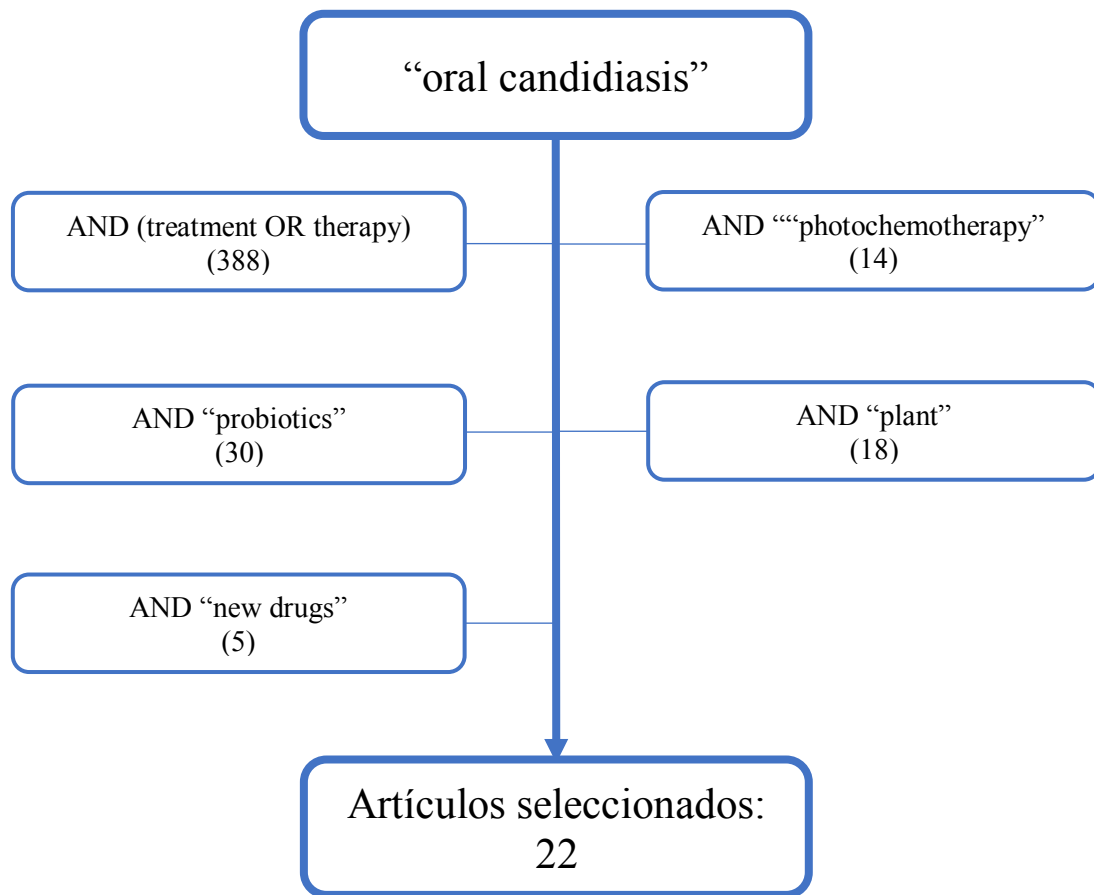 “oral candidiasis”
AND (treatment OR therapy)
(388)
AND ““photochemotherapy”
(14)
AND “probiotics”
(30)
AND “plant”
(18)
AND “new drugs”
(5)
Artículos seleccionados:
22